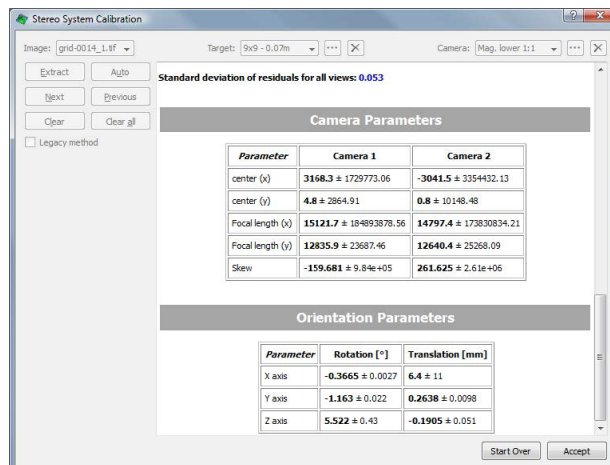 Stereo System Calibration
Image: grid-0014_1.tif Target: 9x9 - 0.07m Camera: Mag. lower 1:1
Extract Auto
Next Previous
Clear Clear all
Legacy method
Standard deviation of residuals for all views: 0.053
Camera Parameters
Parameter Camera 1 Camera 2
center (x) 3168.3 ± 1729773.06 -3041.5 ± 3354432.13
center (y) 4.8 ± 2864.91 0.8 ± 10148.48
Focal length (x) 15121.7 ± 184893878.56 14797.4 ± 173830834.21
Focal length (y) 12835.9 ± 23687.46 12640.4 ± 25268.09
Skew -159.681 ± 9.84e+05 261.625 ± 2.61e+06
Orientation Parameters
Parameter Rotation [°] Translation [mm]
X axis -0.3665 ± 0.0027 6.4 ± 11
Y axis -1.163 ± 0.022 0.2638 ± 0.0098
Z axis 5.522 ± 0.43 -0.1905 ± 0.051
Start Over Accept